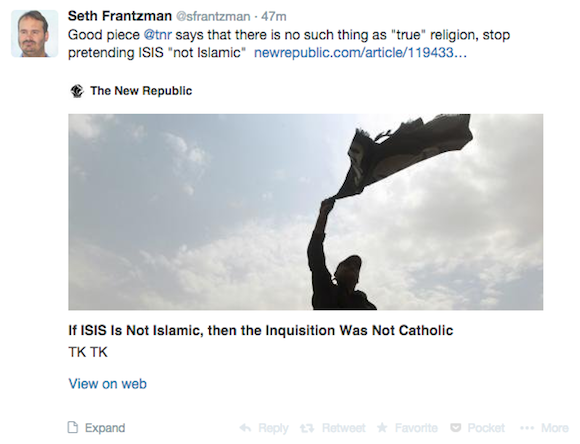 Seth Frantzman @sfrantzman · 47m
Good piece @tnr says that there is no such thing as "true" religion, stop
pretending ISIS "not Islamic" newrepublic.com/article/119433…
The New Republic
If ISIS Is Not Islamic, then the Inquisition Was Not Catholic
TK TK
View on web
Expand Reply Retweet Favorite Pocket ••• More